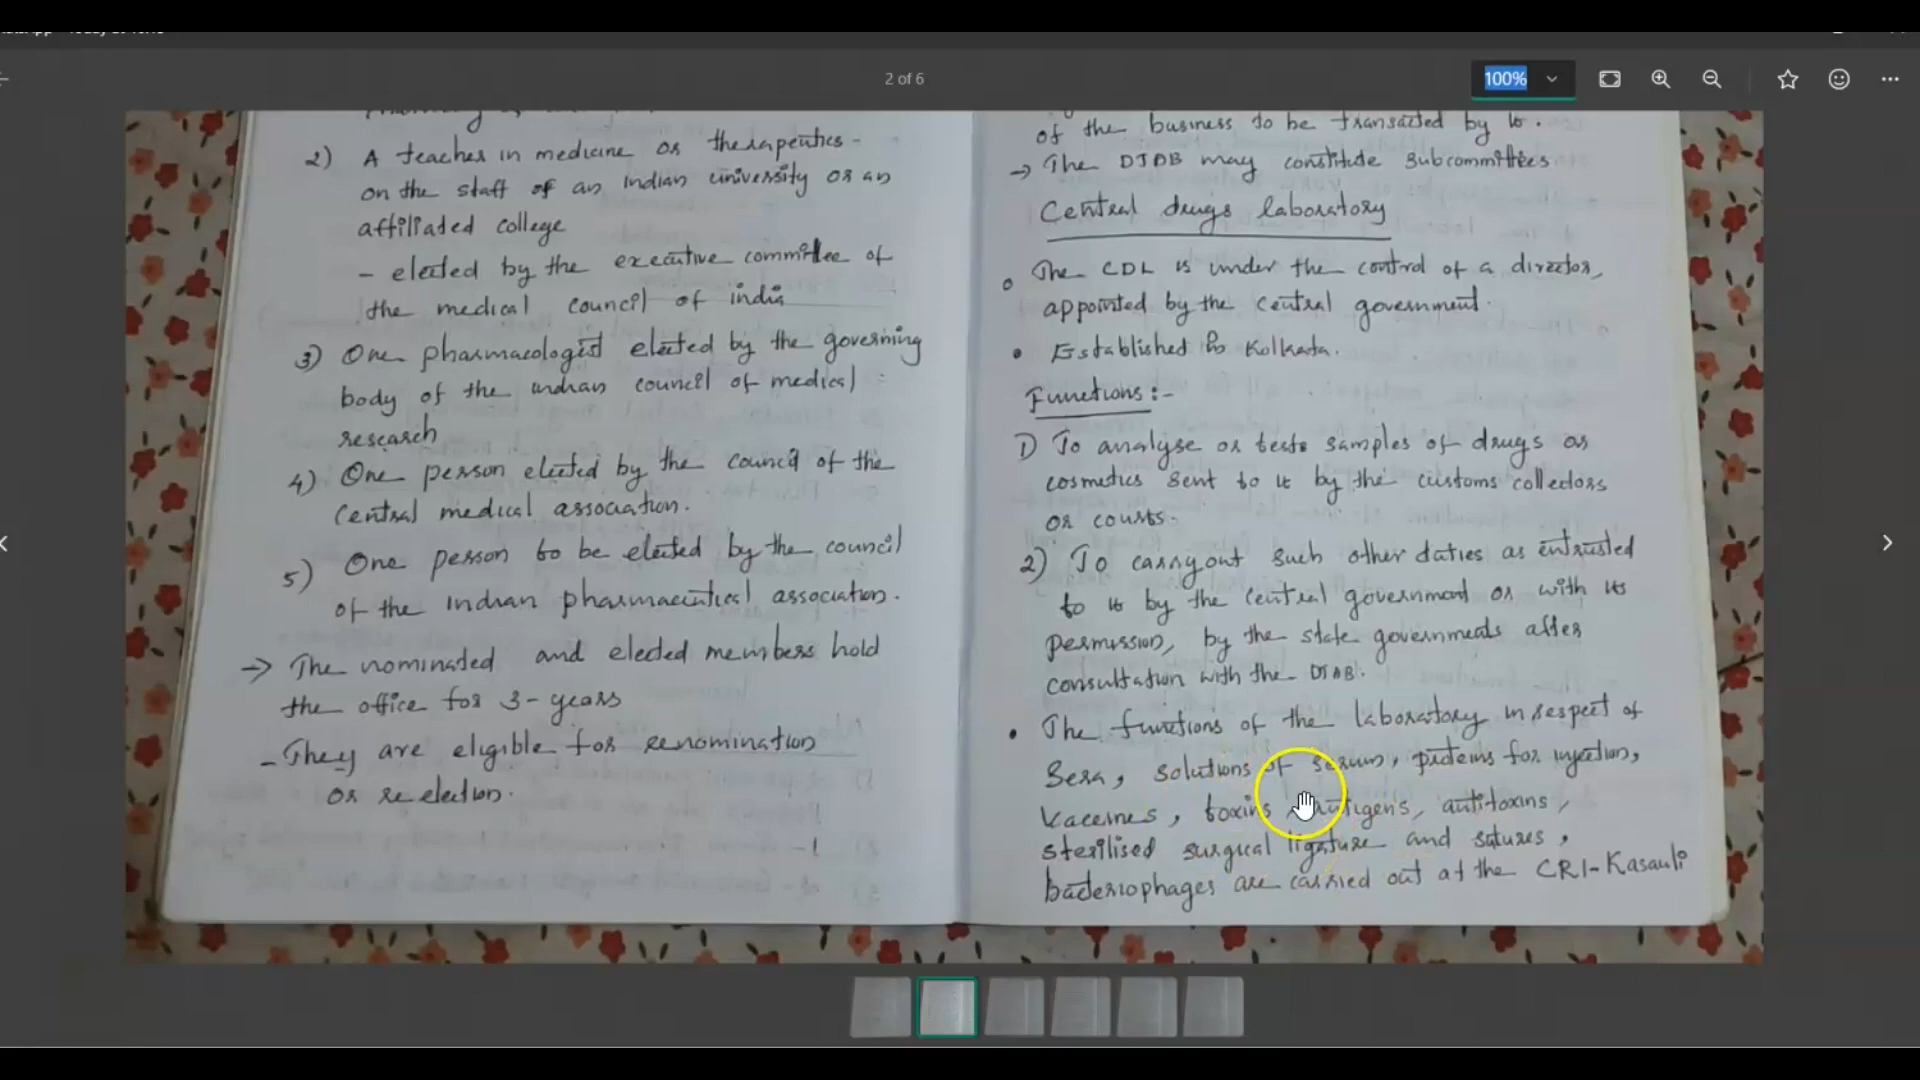 2 of 6
100%
2) A teacher in medicine or therapeutics -
on the staff of an indian university or an
affiliated college
- elected by the executive committee of
the medical council of india
3) One pharmacologist elected by the governing
body of the indian council of medical
research
4) One person elected by the council of the
Central medical association.
5) One person to be elected by the council
of the Indian pharmaceutical association.
→ The nominated and elected members hold
the office for 3-years
- They are eligible for renomination
or re election.
of the business to be transacted by it.
→ The DTAB may constitute subcommittees
Central drugs laboratory
The CDL is under the control of a director,
appointed by the central government.
• Established in Kolkata.
Functions :-
1) To analyse or tests samples of drugs or
cosmetics sent to it by the customs collectors
or courts.
2) To carryout such other duties as entrusted
to it by the central government or with its
permission, by the state governments after
consultation with the DTAB.
• The functions of the laboratory in respect of
Sera, solutions of serum, proteins for injection,
Vaccines, toxins, antigens, antitoxins,
sterilised surgical ligature and sutures,
bacteriophages are carried out at the CRI-Kasauli